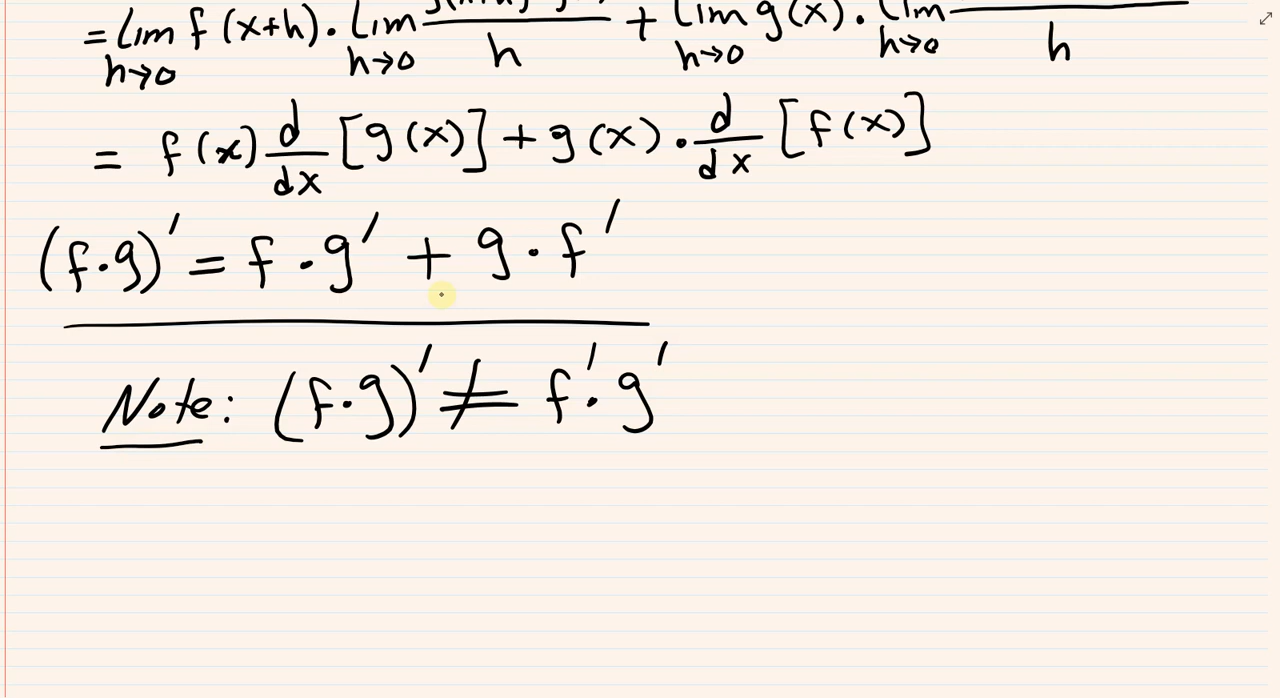 = Lim f(x+h) · Lim + Lim g(x) · Lim
h→0 h→0 h h→0 h→0 h
= f(x) d/dx [g(x)] + g(x) · d/dx [f(x)]
(f·g)' = f·g' + g·f'
Note: (f·g)' ≠ f'·g'